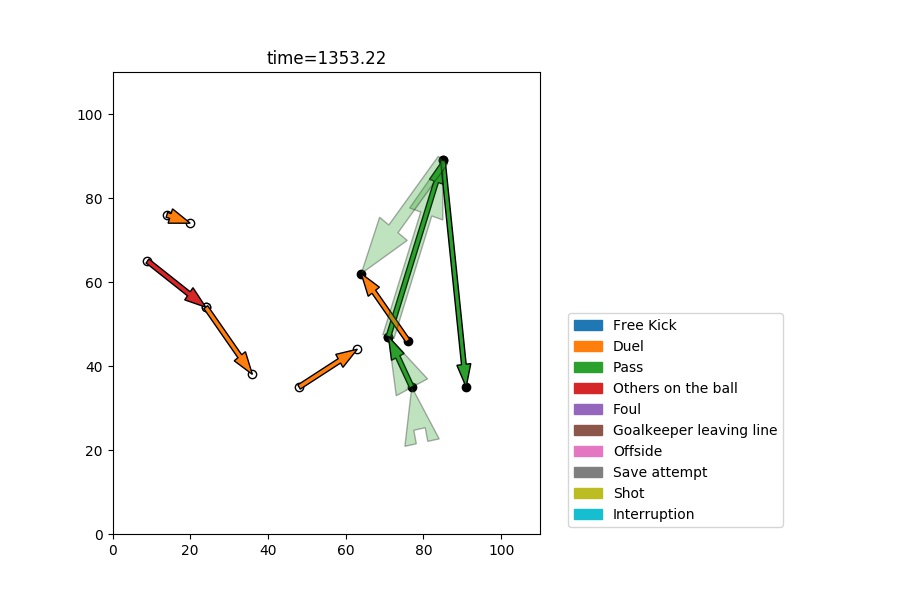 time=1353.22
100
80
60
40
20
0
0 20 40 60 80 100
Free Kick
Duel
Pass
Others on the ball
Foul
Goalkeeper leaving line
Offside
Save attempt
Shot
Interruption